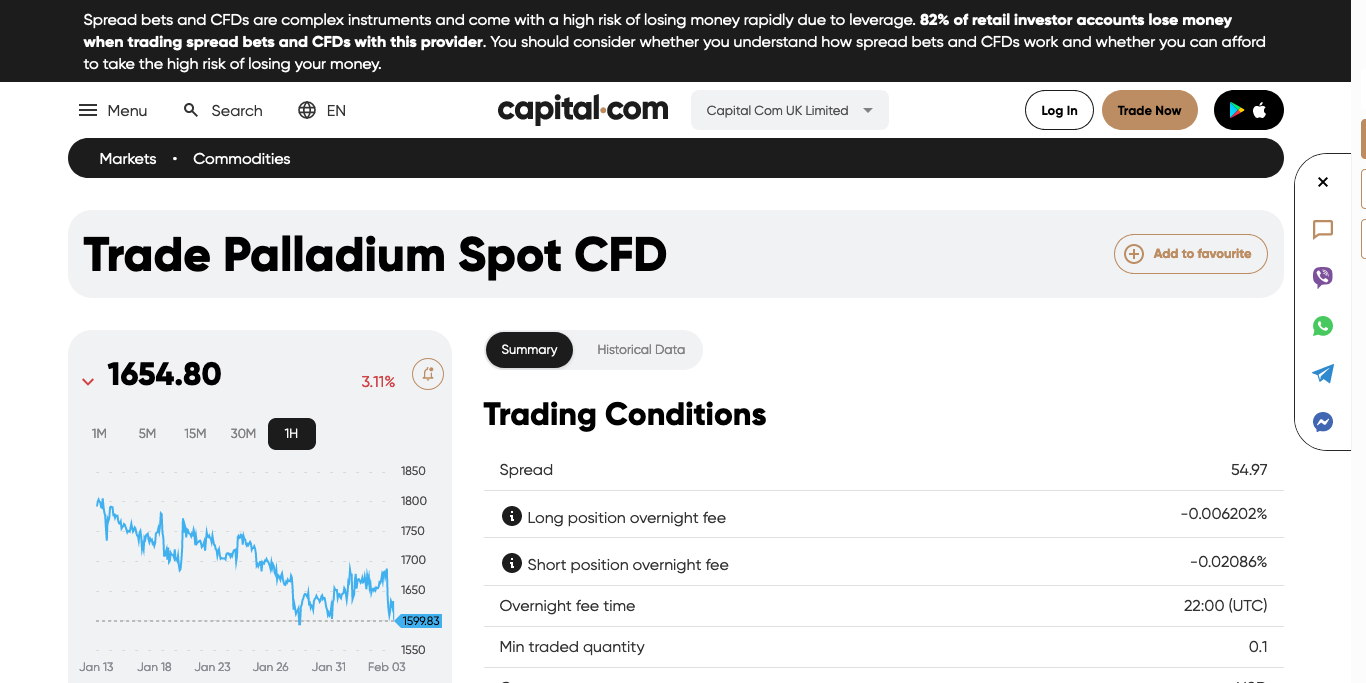 Spread bets and CFDs are complex instruments and come with a high risk of losing money rapidly due to leverage. 82% of retail investor accounts lose money
when trading spread bets and CFDs with this provider. You should consider whether you understand how spread bets and CFDs work and whether you can afford
to take the high risk of losing your money.
Menu
Search
EN
capital.com
Capital Com UK Limited
Log In
Trade Now
Markets • Commodities
Trade Palladium Spot CFD
Add to favourite
1654.80
3.11%
1M 5M 15M 30M 1H
1850
1800
1750
1700
1650
1599.83
1550
Jan 13 Jan 18 Jan 23 Jan 26 Jan 31 Feb 03
Summary
Historical Data
Trading Conditions
Spread 54.97
Long position overnight fee -0.006202%
Short position overnight fee -0.02086%
Overnight fee time 22:00 (UTC)
Min traded quantity 0.1